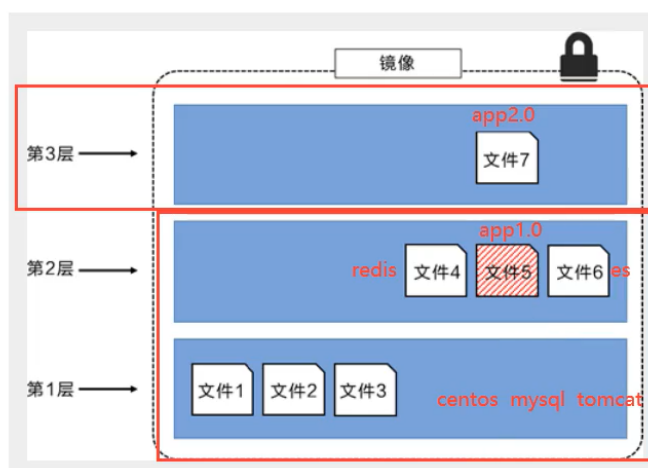 镜像
app2.0
第3层
文件7
app1.0
第2层
redis 文件4 文件5 文件6 es
第1层
文件1 文件2 文件3
centos mysql tomcat